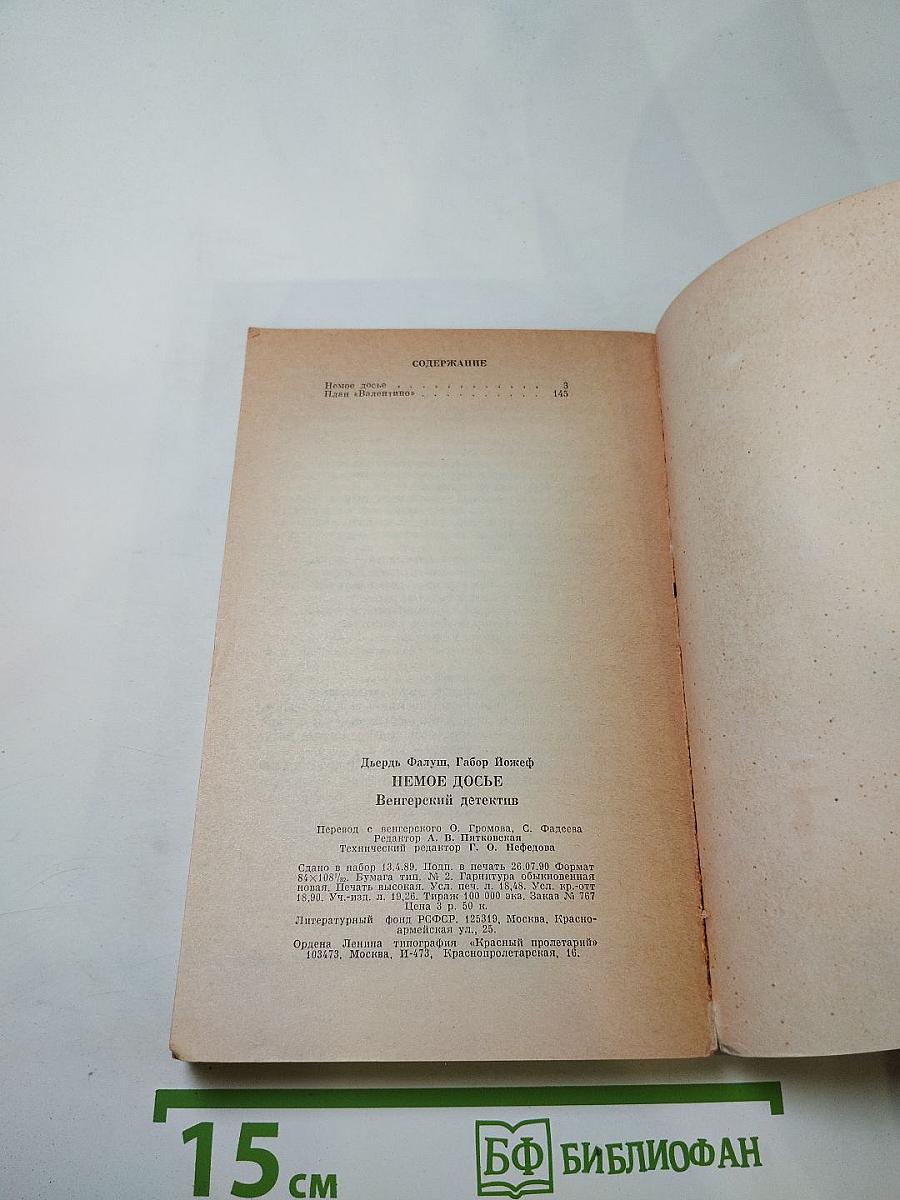 СОДЕРЖАНИЕ
Немое досье . . . . . . . . . . . . 3
План «Валентино» . . . . . . . . . . 145
Дьердь Фалуш, Габор Йожеф
НЕМОЕ ДОСЬЕ
Венгерский детектив
Перевод с венгерского О. Громова, С. Фадеева
Редактор А. В. Пятковская
Технический редактор Г. О. Нефедова
Сдано в набор 13.4.89. Подп. в печать 26.07.90 Формат
84×108¹/₃₂. Бумага тип. № 2. Гарнитура обыкновенная
новая. Печать высокая. Усл. печ. л. 18,48. Усл. кр.-отт
18,90. Уч.-изд. л. 19,26. Тираж 100 000 экз. Заказ № 767
Цена 3 р. 50 к.
Литературный фонд РСФСР. 125319, Москва, Красно-
армейская ул., 25.
Ордена Ленина типография «Красный пролетарий»
103473, Москва, И-473, Краснопролетарская, 16.
15 см
БФ БИБЛИОФАН